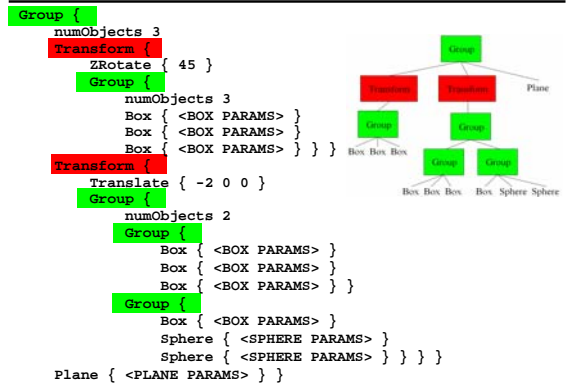 Group {
numObjects 3
Transform {
ZRotate { 45 }
Group {
numObjects 3
Box { <BOX PARAMS> }
Box { <BOX PARAMS> }
Box { <BOX PARAMS> } } }
Transform {
Translate { -2 0 0 }
Group {
numObjects 2
Group {
Box { <BOX PARAMS> }
Box { <BOX PARAMS> }
Box { <BOX PARAMS> } }
Group {
Box { <BOX PARAMS> }
Sphere { <SPHERE PARAMS> }
Sphere { <SPHERE PARAMS> } } } }
Plane { <PLANE PARAMS> } }
Group
Transform Transform Plane
Group Group
Box Box Box
Group Group
Box Box Box Box Sphere Sphere